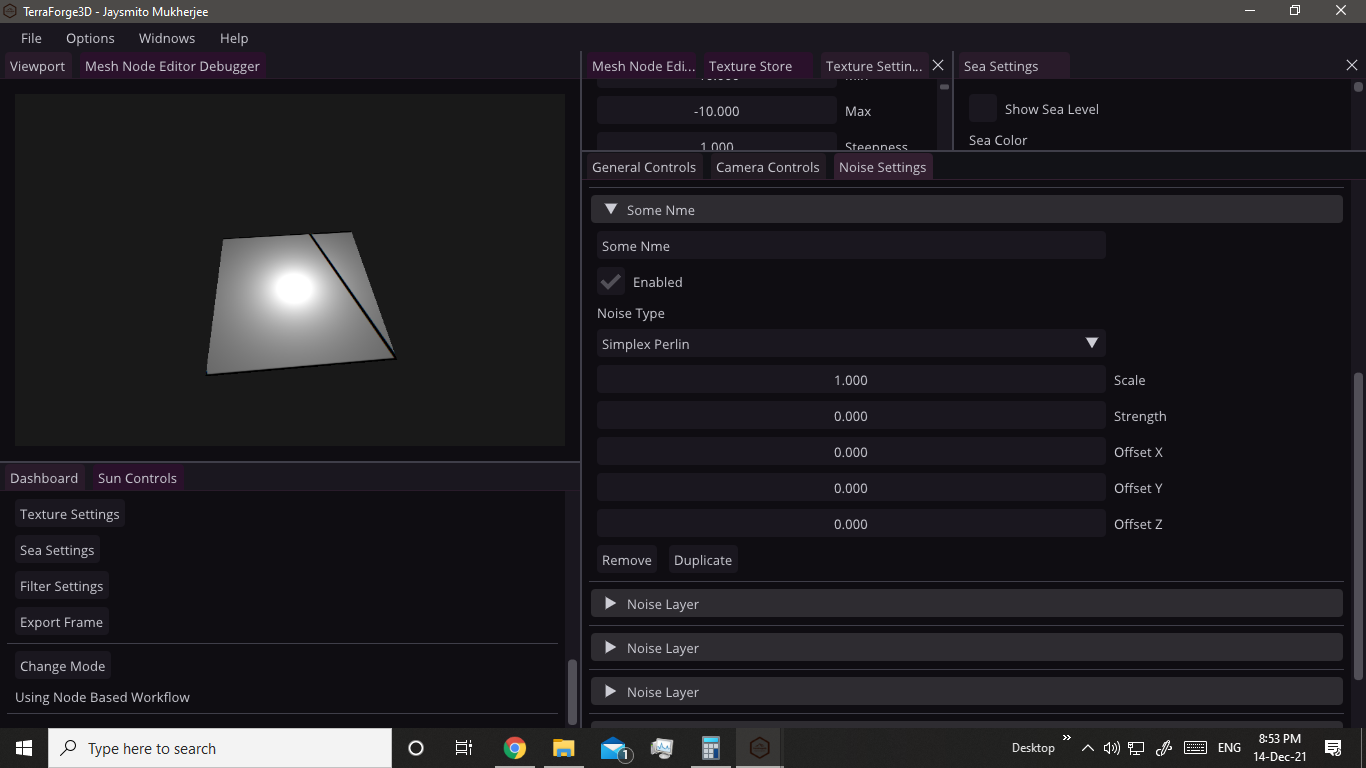 TerraForge3D - Jaysmito Mukherjee
File Options Widnows Help
Viewport Mesh Node Editor Debugger
Mesh Node Edi... Texture Store Texture Settin...
Sea Settings
-10.000 Max
1.000 Steepness
Show Sea Level
Sea Color
General Controls Camera Controls Noise Settings
Some Nme
Some Nme
Enabled
Noise Type
Simplex Perlin
1.000 Scale
0.000 Strength
0.000 Offset X
0.000 Offset Y
0.000 Offset Z
Remove Duplicate
Noise Layer
Noise Layer
Noise Layer
Dashboard Sun Controls
Texture Settings
Sea Settings
Filter Settings
Export Frame
Change Mode
Using Node Based Workflow
Type here to search
1
Desktop
ENG
8:53 PM
14-Dec-21